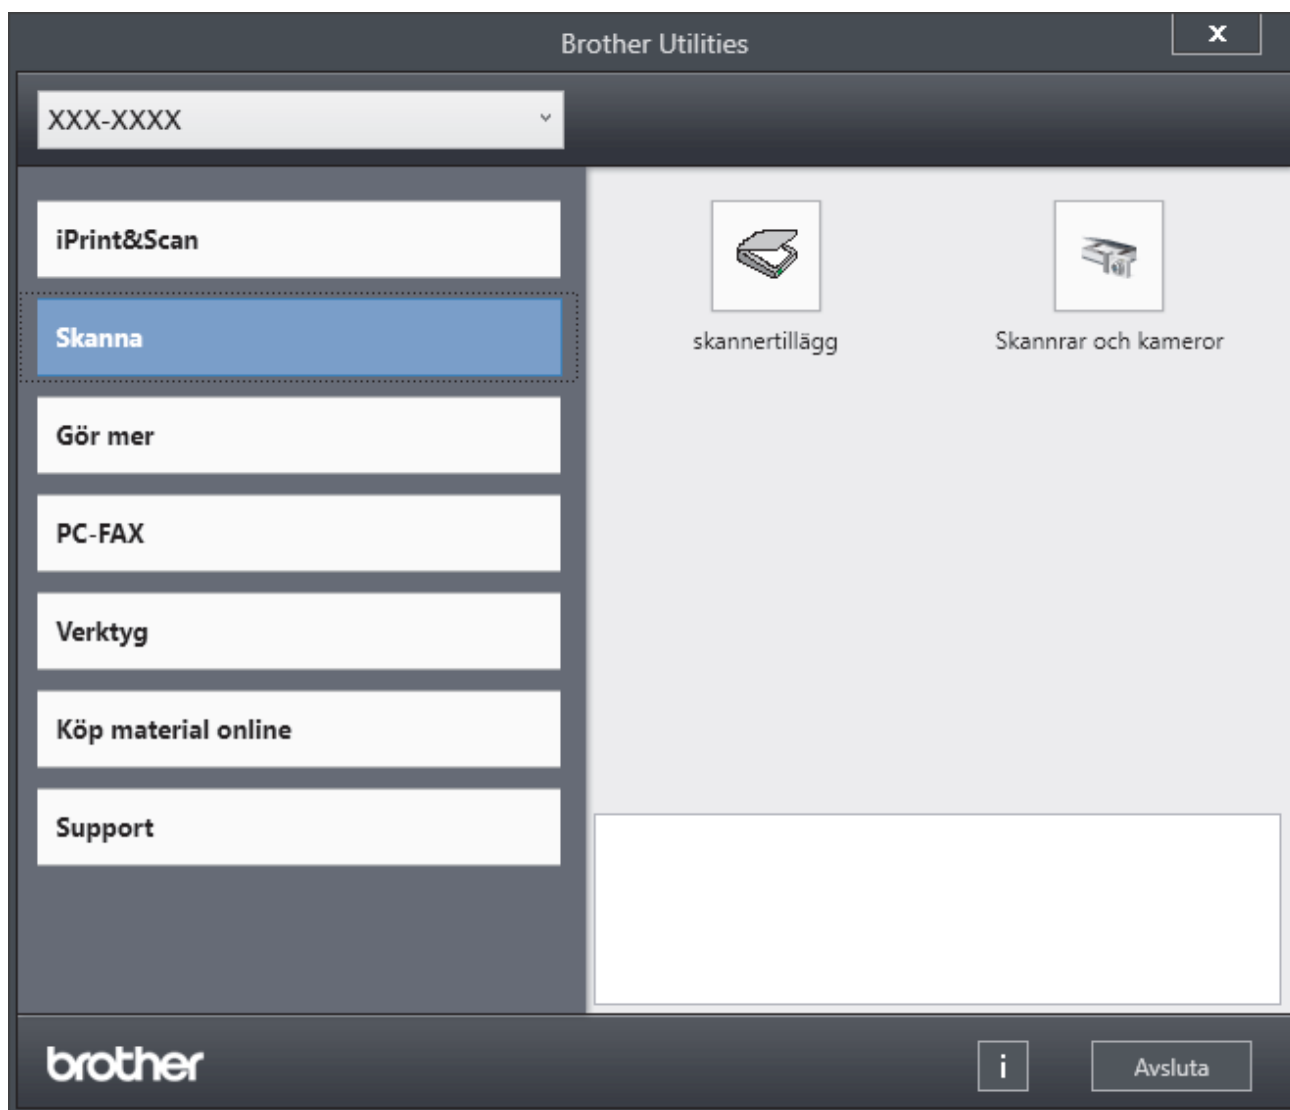 Brother Utilities
x
XXX-XXXX
iPrint&Scan
Skanna
Gör mer
PC-FAX
Verktyg
Köp material online
Support
skannertillägg
Skannrar och kameror
brother
i
Avsluta